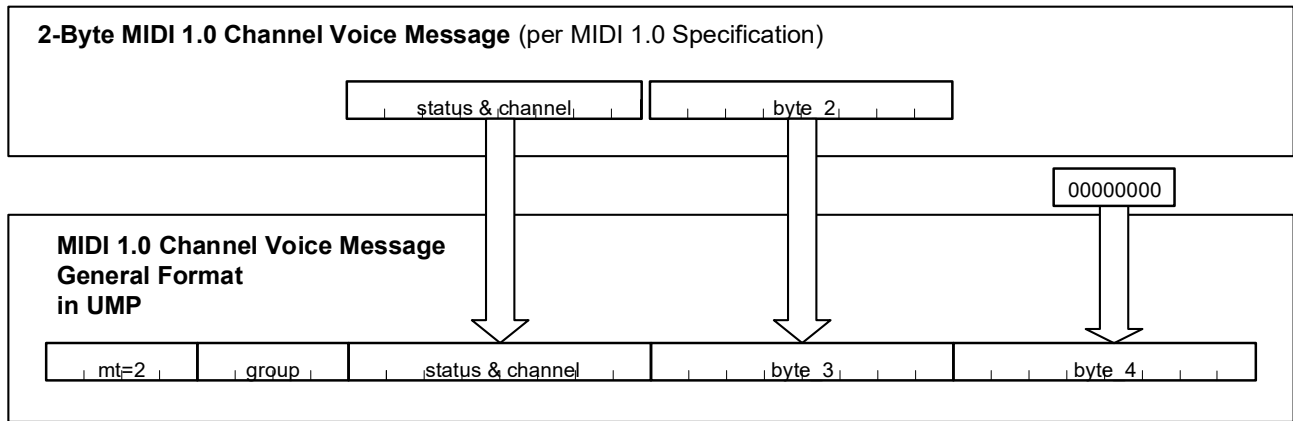 2-Byte MIDI 1.0 Channel Voice Message (per MIDI 1.0 Specification)
status & channel byte 2
00000000
MIDI 1.0 Channel Voice Message
General Format
in UMP
mt=2 group status & channel byte 3 byte 4